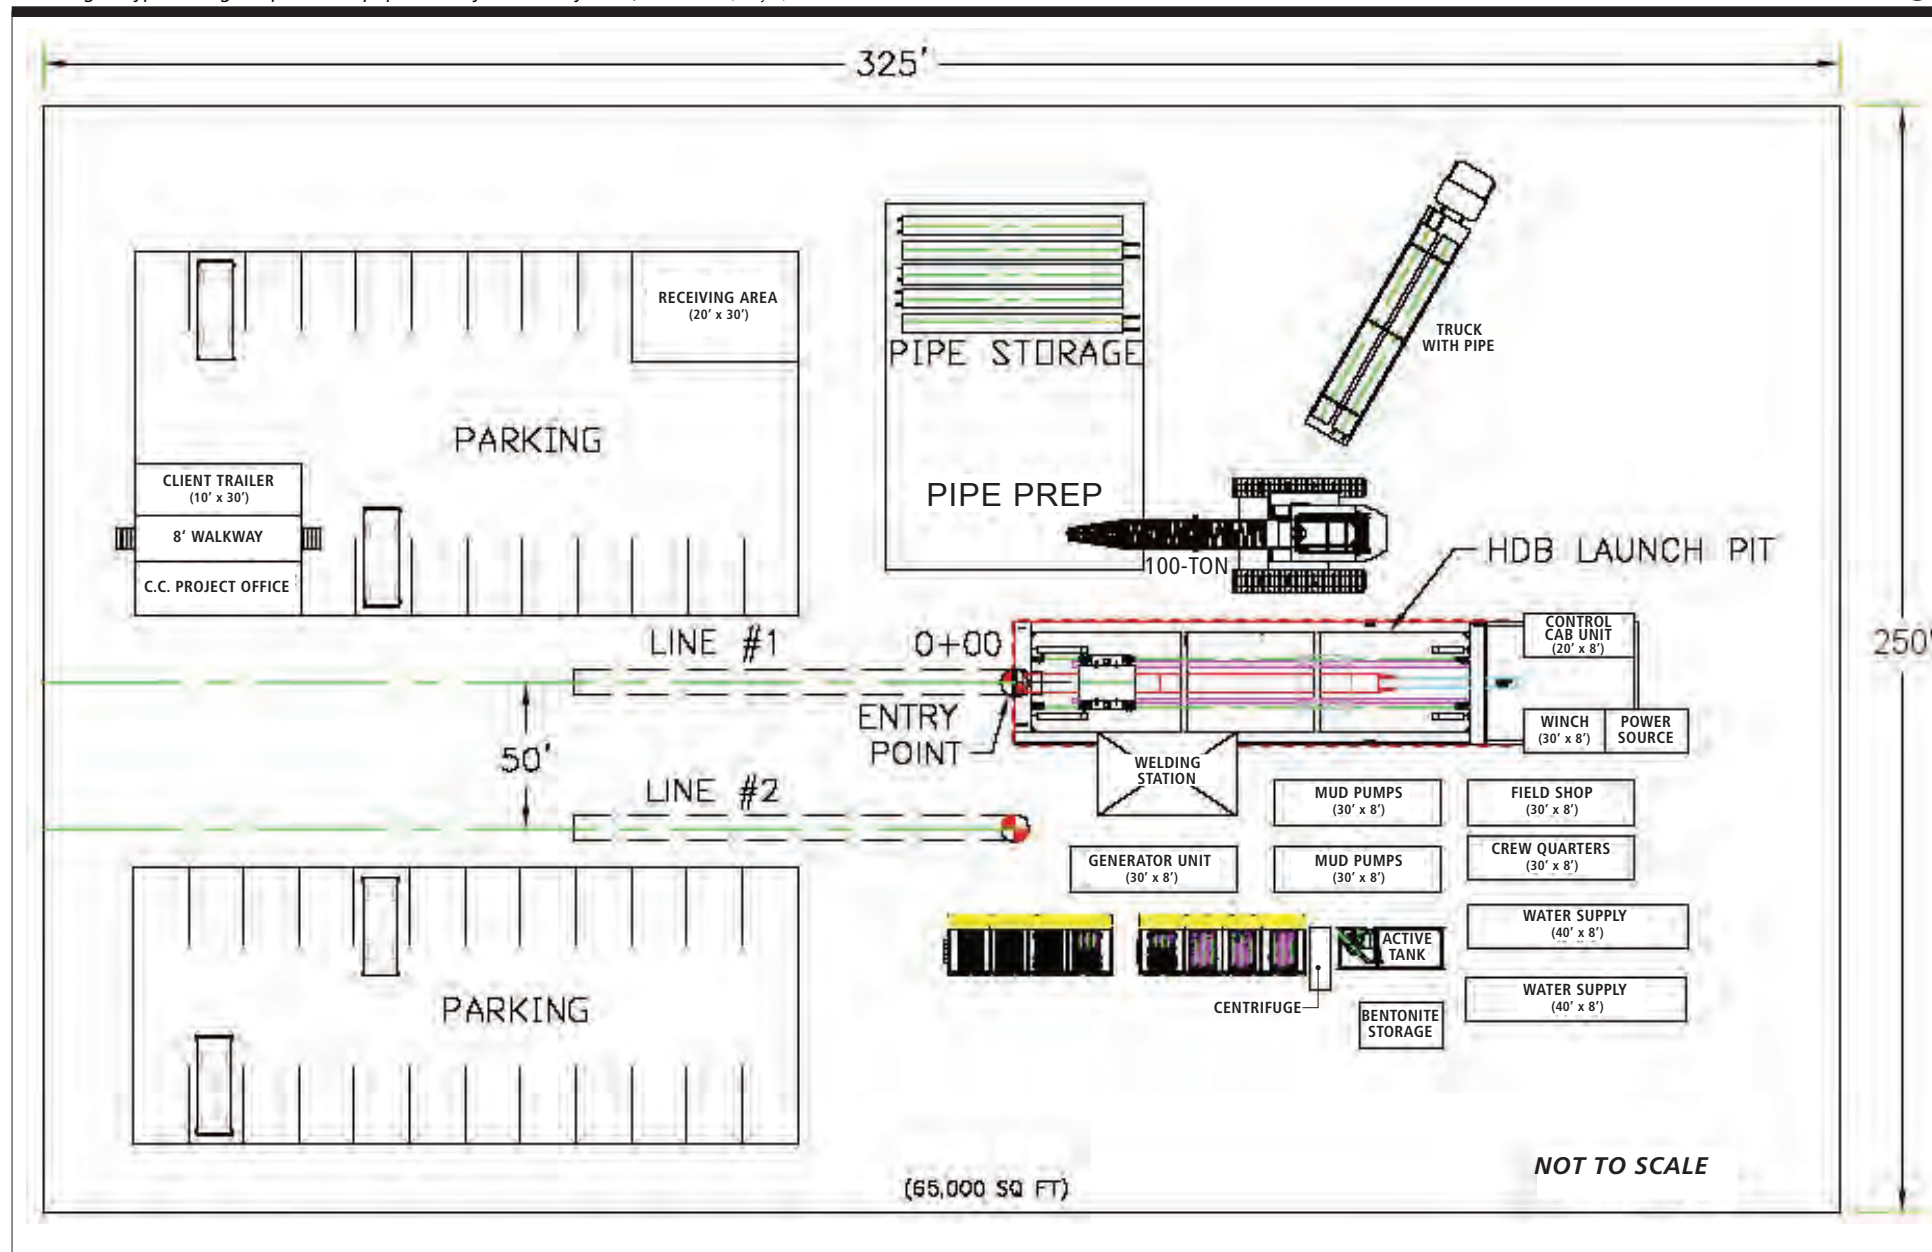 325'
RECEIVING AREA
(20' x 30')
PIPE STORAGE
TRUCK
WITH PIPE
PARKING
CLIENT TRAILER
(10' x 30')
8' WALKWAY
C.C. PROJECT OFFICE
PIPE PREP
100-TON
HDB LAUNCH PIT
LINE #1
0+00
CONTROL
CAB UNIT
(20' x 8')
250'
ENTRY
POINT
50'
WINCH
(30' x 8')
POWER
SOURCE
WELDING
STATION
LINE #2
MUD PUMPS
(30' x 8')
FIELD SHOP
(30' x 8')
GENERATOR UNIT
(30' x 8')
MUD PUMPS
(30' x 8')
CREW QUARTERS
(30' x 8')
WATER SUPPLY
(40' x 8')
ACTIVE
TANK
WATER SUPPLY
(40' x 8')
CENTRIFUGE
BENTONITE
STORAGE
PARKING
NOT TO SCALE
(65,000 SQ FT)